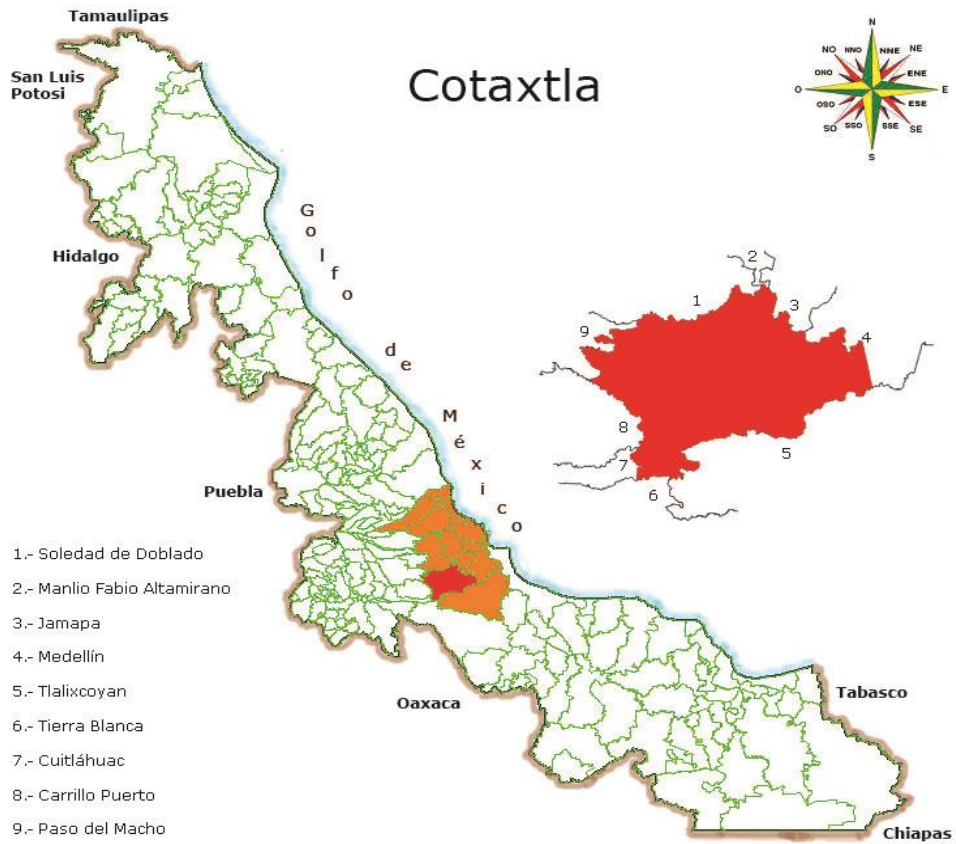 Tamaulipas
San Luis
Potosi
Cotaxtla
N
NNO
NNE
NO
NE
ONO
ENE
O
E
OSO
ESE
SO
SSO
SSE
SE
S
Golfo de México
Hidalgo
Puebla
2
1
3
9
4
8
5
7
6
1.- Soledad de Doblado
2.- Manlio Fabio Altamirano
3.- Jamapa
4.- Medellín
5.- Tlalixcoyan
6.- Tierra Blanca
7.- Cuitláhuac
8.- Carrillo Puerto
9.- Paso del Macho
Oaxaca
Tabasco
Chiapas